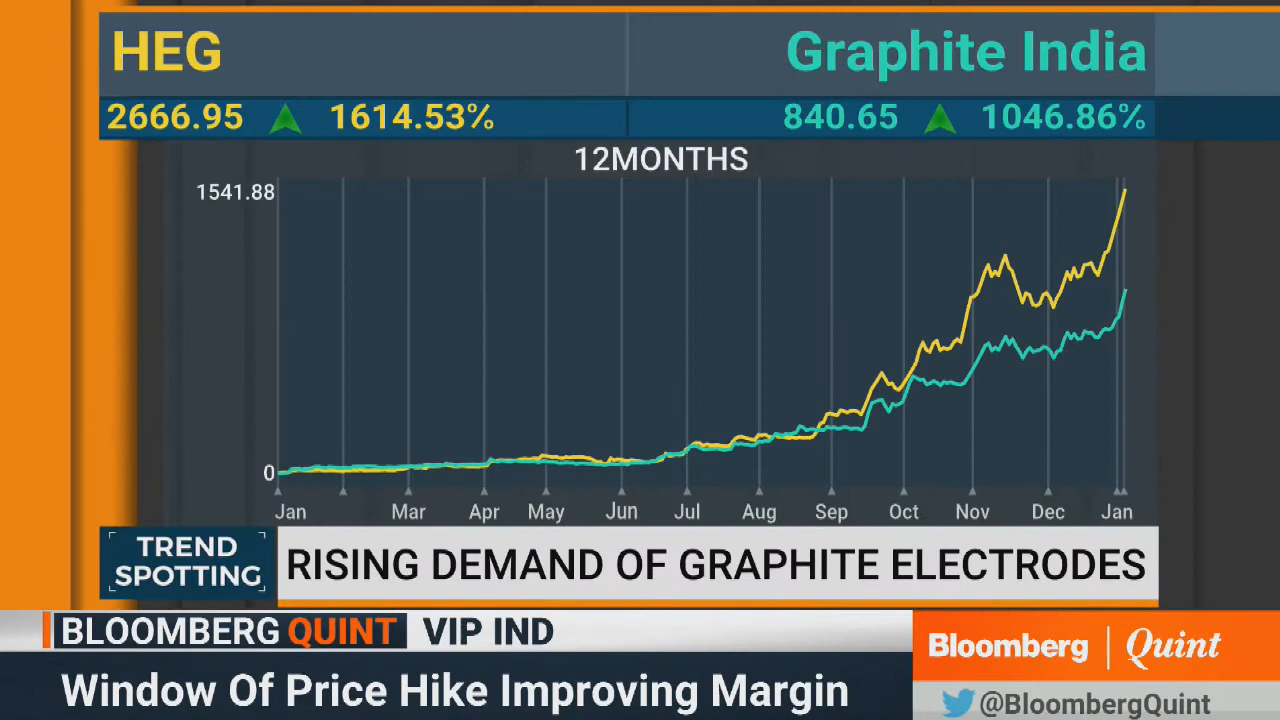 HEG
Graphite India
2666.95 1614.53%
840.65 1046.86%
12MONTHS
1541.88
0
Jan Mar Apr May Jun Jul Aug Sep Oct Nov Dec Jan
TREND
SPOTTING
RISING DEMAND OF GRAPHITE ELECTRODES
BLOOMBERG QUINT VIP IND
Window Of Price Hike Improving Margin
Bloomberg | Quint
@BloombergQuint